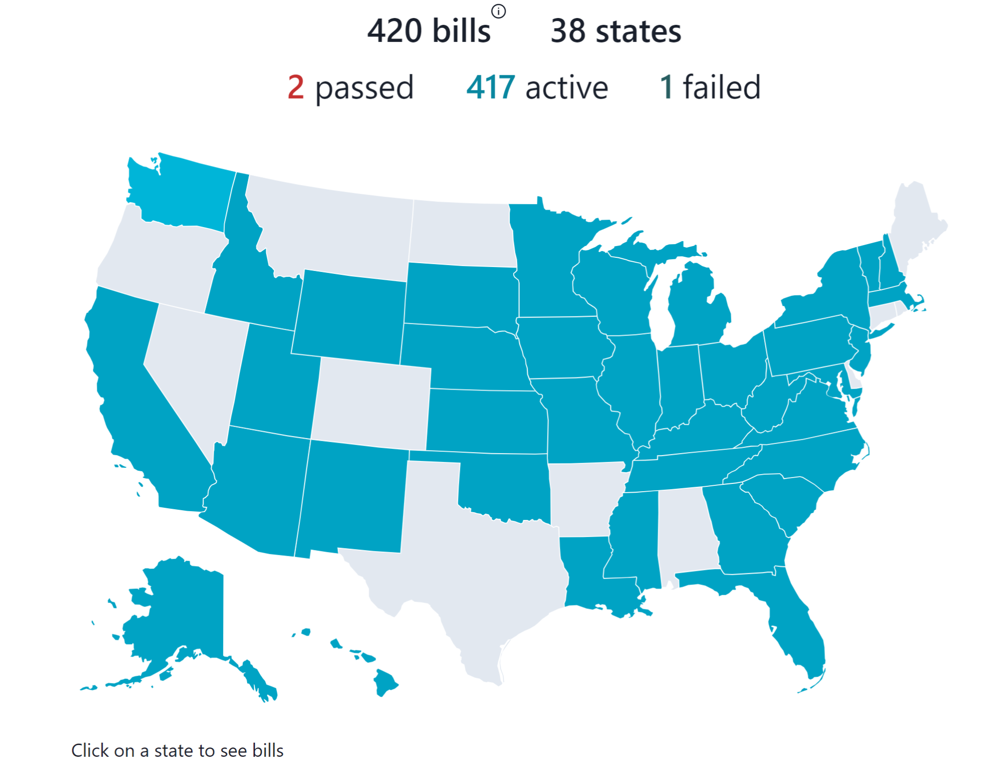 420 bills 38 states
2 passed 417 active 1 failed
Click on a state to see bills